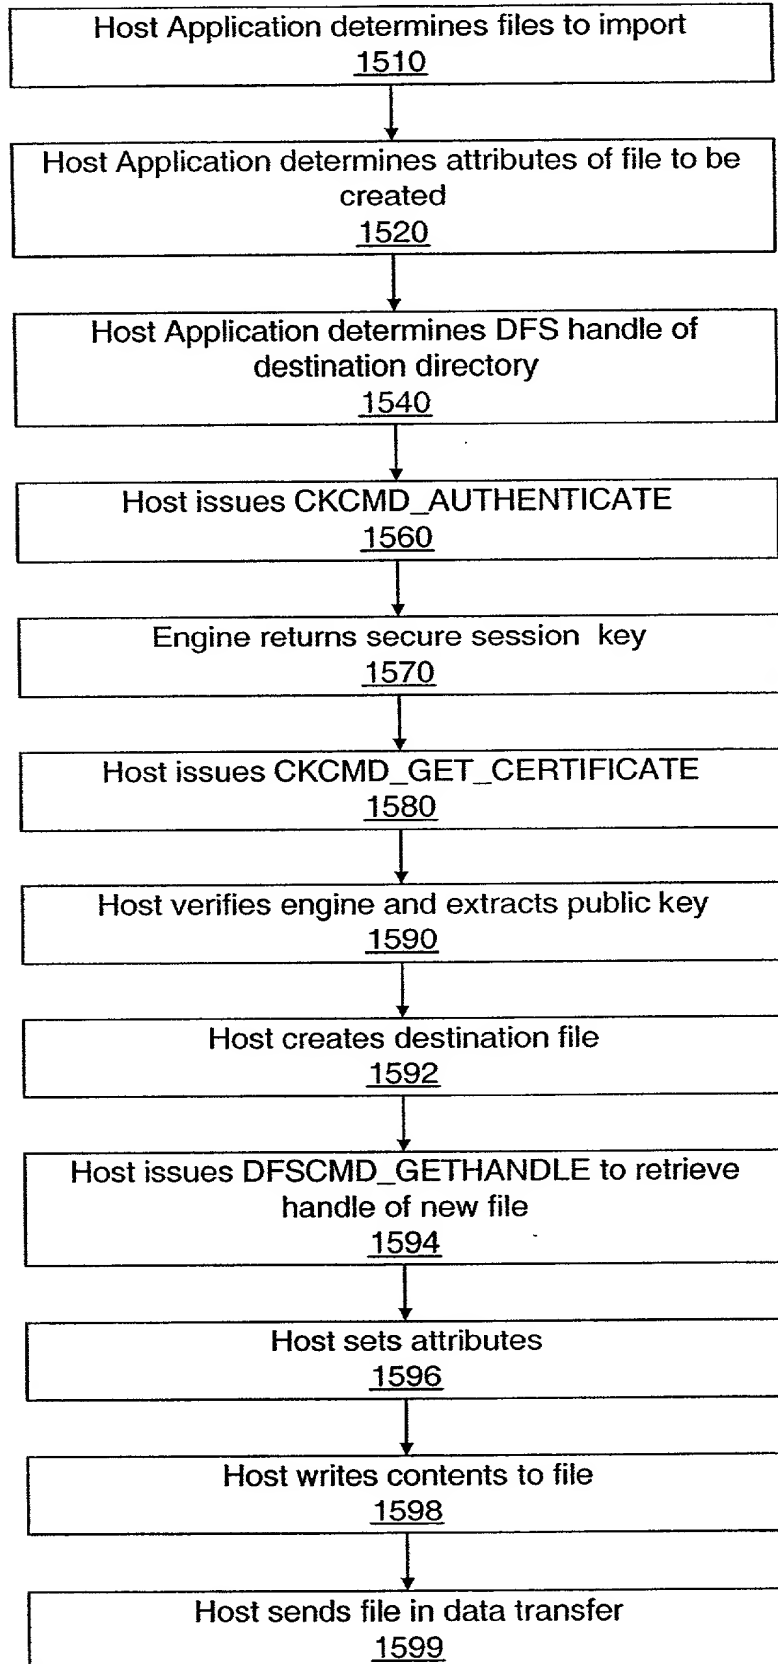 Host Application determines files to import
1510
Host Application determines attributes of file to be
created
1520
Host Application determines DFS handle of
destination directory
1540
Host issues CKCMD_AUTHENTICATE
1560
Engine returns secure session key
1570
Host issues CKCMD_GET_CERTIFICATE
1580
Host verifies engine and extracts public key
1590
Host creates destination file
1592
Host issues DFSCMD_GETHANDLE to retrieve
handle of new file
1594
Host sets attributes
1596
Host writes contents to file
1598
Host sends file in data transfer
1599